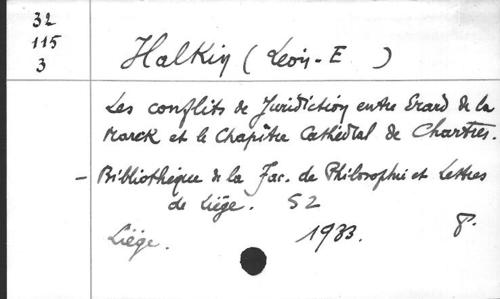 32
115
3
Halkin (Léon-E )
Les conflits de Juridiction entre Erard de la
Marck et le Chapître Cathédral de Chartres.
- Bibliothèque de la Fac. de Philosophie et Lettres
de Liège. 52
Liège. 1933. 8°.